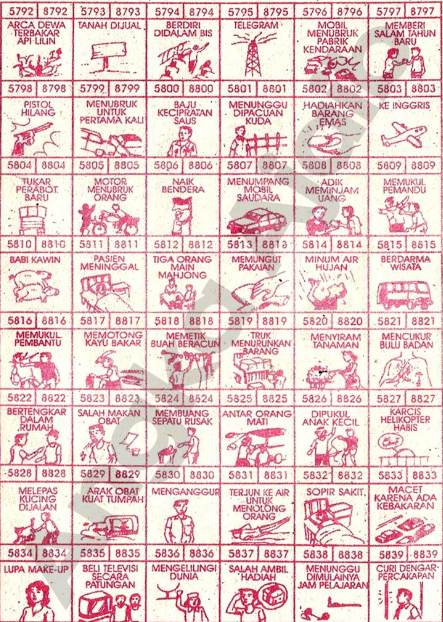 5792 8792 5793 8793 5794 8794 5795 8795 5796 8796 5797 8797
ARCA DEWA TERBAKAR API LILIN
TANAH DIJUAL
BERDIRI DIDALAM BIS
TELEGRAM
MOBIL MENUBRUK PABRIK KENDARAAN
MEMBERI SALAM TAHUN BARU
5798 8798 5799 8799 5800 8800 5801 8801 5802 8802 5803 8803
PISTOL HILANG
MENUBRUK UNTUK PERTAMA KALI
BAJU KECIPRATAN SAUS
MENUNGGU DIPACUAN KUDA
HADIAHKAN BARANG EMAS
KE INGGRIS
5804 8804 5805 8805 5806 8806 5807 8807 5808 8808 5809 8809
TUKAR PERABOT BARU
MOTOR MENUBRUK ORANG
NAIK BENDERA
MENUMPANG MOBIL SAUDARA
ADIK MEMINJAM UANG
MEMUKUL PEMANDU
5810 8810 5811 8811 5812 8812 5813 8813 5814 8814 5815 8815
BABI KAWIN
PASIEN MENINGGAL
TIGA ORANG MAIN MAHJONG
MEMUNGUT PAKAIAN
MINUM AIR HUJAN
BERDARMA WISATA
5816 8816 5817 8817 5818 8818 5819 8819 5820 8820 5821 8821
MEMUKUL PEMBANTU
MEMOTONG KAYU BAKAR
MEMETIK BUAH BERACUN
TRUK MENURUNKAN BARANG
MENYIRAM TANAMAN
MENCUKUR BULU BADAN
5822 8822 5823 8823 5824 8824 5825 8825 5826 8826 5827 8827
BERTENGKAR DALAM RUMAH
SALAH MAKAN OBAT
MEMBUANG SEPATU RUSAK
ANTAR ORANG MATI
DIPUKUL ANAK KECIL
KARCIS HELIKOPTER HABIS
5828 8828 5829 8829 5830 8830 5831 8831 5832 8832 5833 8833
MELEPAS KUCING DIJALAN
ARAK OBAT KUAT TUMPAH
MENGANGGUR
TERJUN KE AIR UNTUK MENOLONG ORANG
SOPIR SAKIT
MACET KARENA ADA KEBAKARAN
5834 8834 5835 8835 5836 8836 5837 8837 5838 8838 5839 8839
LUPA MAKE-UP
BELI TELEVISI SECARA PATUNGAN
MENGELILINGI DUNIA
SALAH AMBIL HADIAH
MENUNGGU DIMULAINYA JAM PELAJARAN
CURI DENGAR PERCAKAPAN